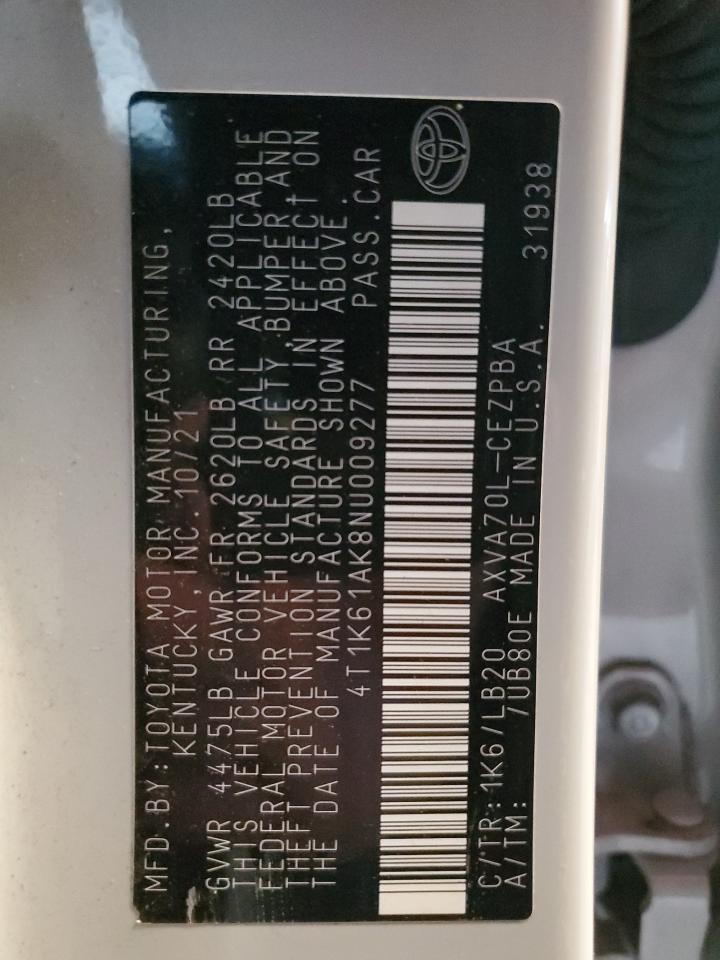 MFD.BY:TOYOTA MOTOR MANUFACTURING,
KENTUCKY,INC.10/21
GVWR 4475LB GAWR FR 2620LB RR 2420LB
THIS VEHICLE CONFORMS TO ALL APPLICABLE
FEDERAL MOTOR VEHICLE SAFETY,BUMPER,AND
THEFT PREVENTION STANDARDS IN EFFECT ON
THE DATE OF MANUFACTURE SHOWN ABOVE.
4T1K61AK8NU009277 PASS.CAR
C/TR:1K6/LB20 AXVA70L-CEZPBA 31938
A/TM: 7UB80E MADE IN U.S.A.